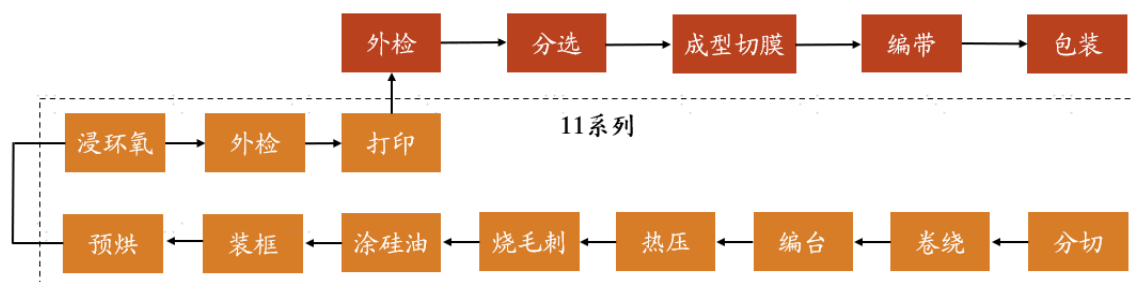 外检
分选
成型切膜
编带
包装
11系列
浸环氧
外检
打印
预烘
装框
涂硅油
烧毛刺
热压
编台
卷绕
分切